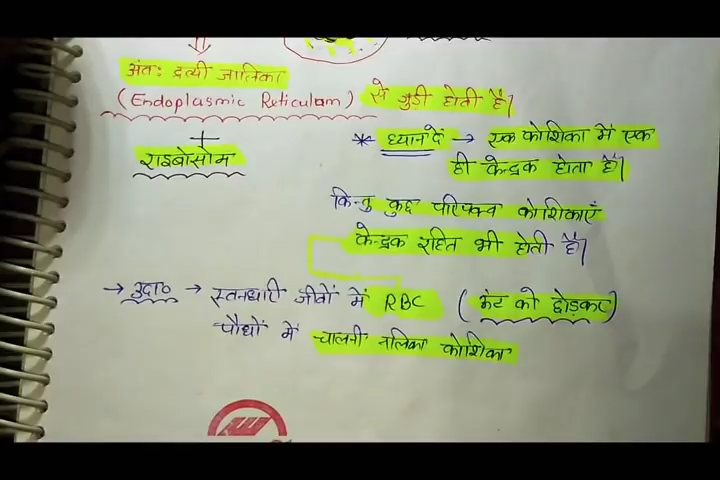 अंतः द्रव्यी जालिका
(Endoplasmic Reticulam) से जुडी होती हैं।
+
राइबोसोम
* ध्यान दें → एक कोशिका में एक
ही केन्द्रक होता है।
किन्तु कुछ परिपक्व कोशिकाएँ
केन्द्रक रहित भी होती हैं।
→ उदा० → स्तनधारी जीवों में RBC (ऊंट को छोड़कर)
पौधों में चालनी नलिका कोशिका